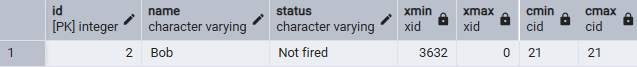 id name status xmin xmax cmin cmax
[PK] integer character varying character varying xid xid cid cid
1 2 Bob Not fired 3632 0 21 21